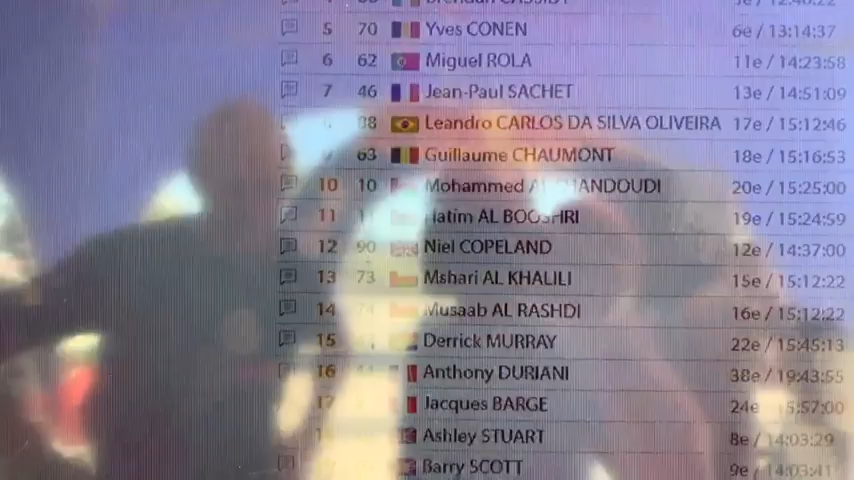 5 70 Yves CONEN 6e / 13:14:37
6 62 Miguel ROLA 11e / 14:23:58
7 46 Jean-Paul SACHET 13e / 14:51:09
Leandro CARLOS DA SILVA OLIVEIRA 17e / 15:12:46
63 Guillaume CHAUMONT 18e / 15:16:53
10 10 Mohammed 20e / 15:25:00
11 AL 19e / 15:24:59
12 90 Niel COPELAND 12e / 14:37:00
13 73 Mshari AL KHALILI 15e / 15:12:22
14 Musaab AL RASHDI 16e / 15:12:22
15 Derrick MURRAY 22e / 15:45:13
16 Anthony DURIANI 38e / 19:43:55
Jacques BARGE 24e
Ashley STUART 8e / 14:03:29
Barry SCOTT 9e / 14:03:41